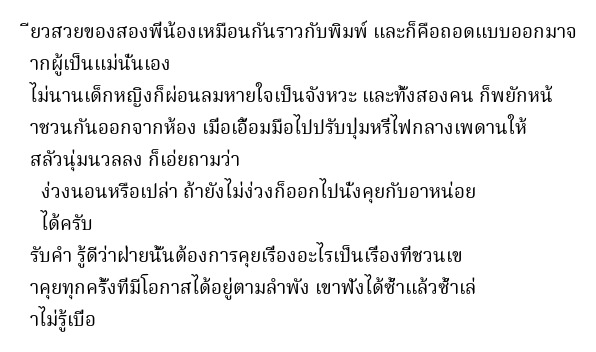 ียวสวยของสองพี่น้องเหมือนกันราวกับพิมพ์ และก็คือถอดแบบออกมาจ
ากผู้เป็นแม่นั่นเอง
ไม่นานเด็กหญิงก็ผ่อนลมหายใจเป็นจังหวะ และทั้งสองคน ก็พยักหน้
าชวนกันออกจากห้อง เมื่อเอื้อมมือไปปรับปุ่มหรี่ไฟกลางเพดานให้
สลัวนุ่มนวลลง ก็เอ่ยถามว่า
ง่วงนอนหรือเปล่า ถ้ายังไม่ง่วงก็ออกไปนั่งคุยกับอาหน่อย
ได้ครับ
รับคำ รู้ดีว่าฝ่ายนั้นต้องการคุยเรื่องอะไรเป็นเรื่องที่ชวนเข
าคุยทุกครั้งที่มีโอกาสได้อยู่ตามลำพัง เขาฟังได้ซ้ำแล้วซ้ำเล่
าไม่รู้เบื่อ